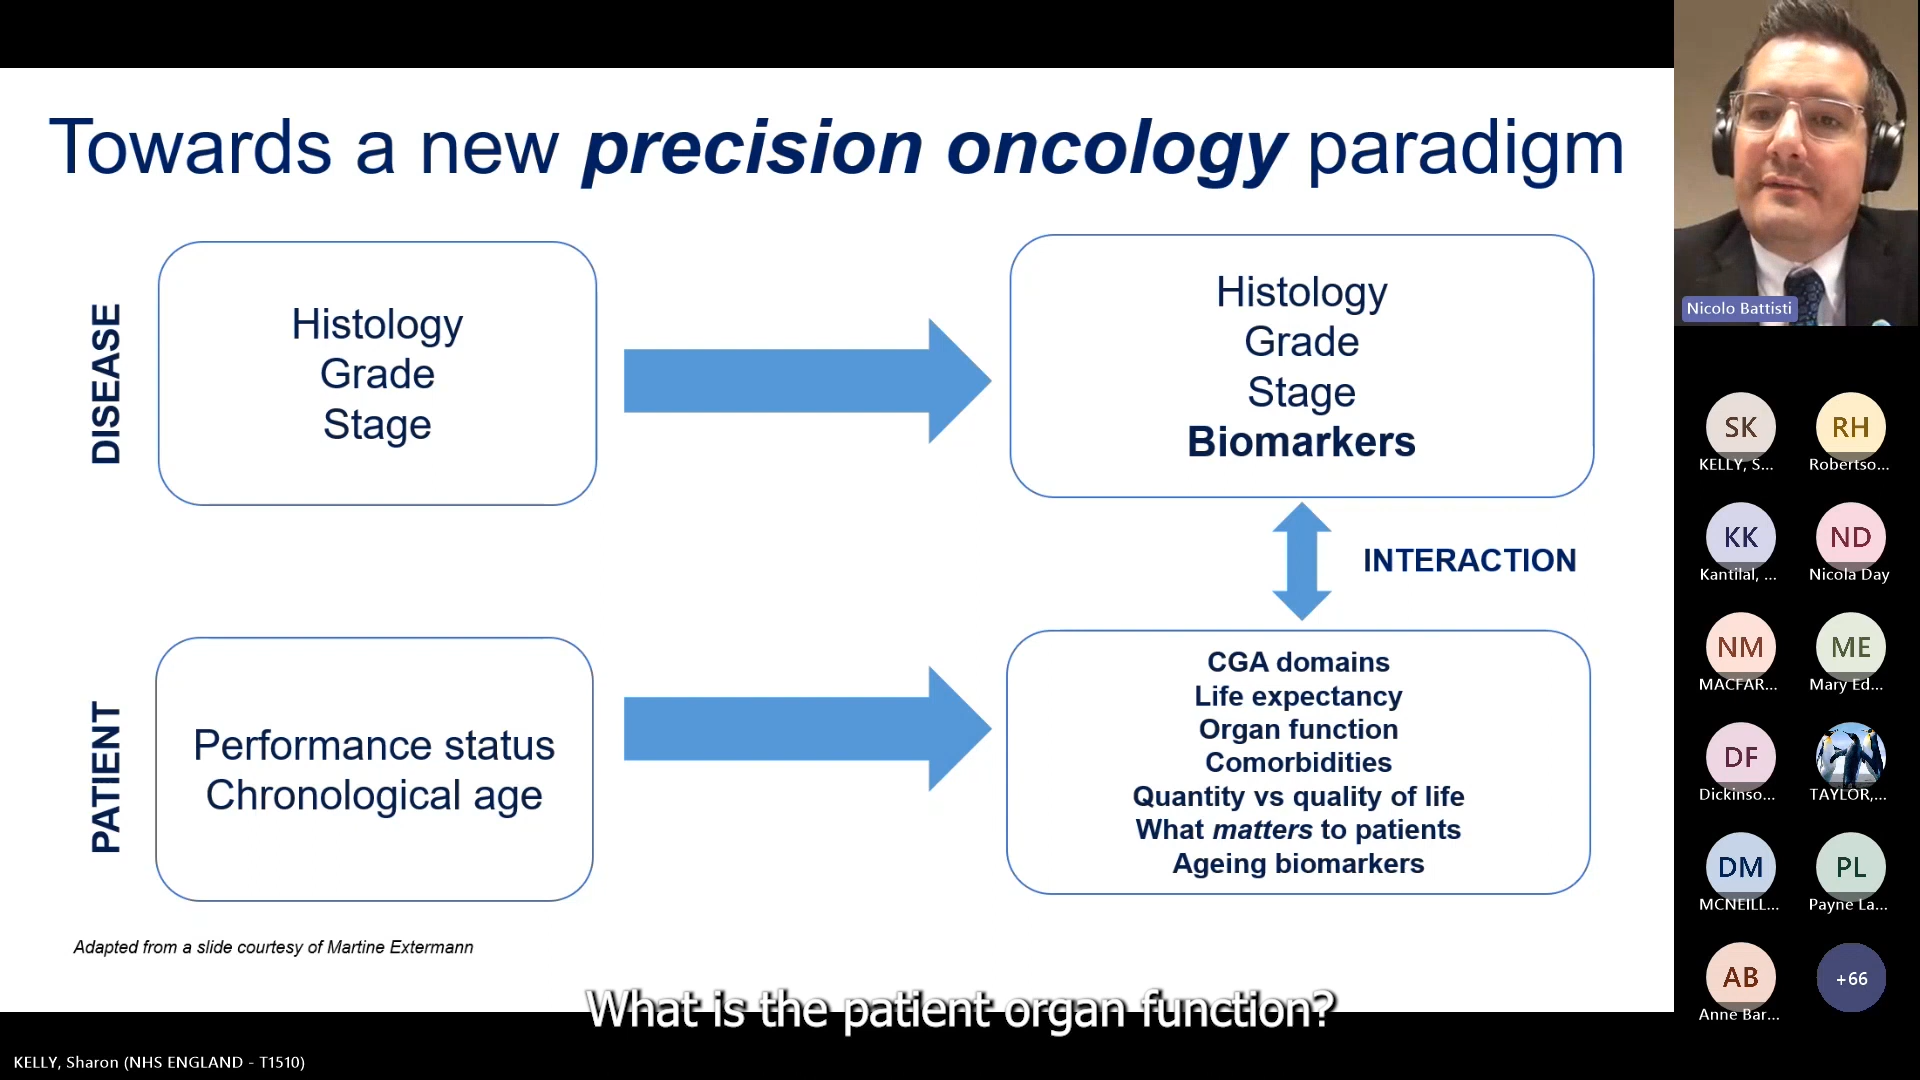 Towards a new precision oncology paradigm
DISEASE
Histology
Grade
Stage
Histology
Grade
Stage
Biomarkers
INTERACTION
PATIENT
Performance status
Chronological age
CGA domains
Life expectancy
Organ function
Comorbidities
Quantity vs quality of life
What matters to patients
Ageing biomarkers
Adapted from a slide courtesy of Martine Extermann
What is the patient organ function?
KELLY, Sharon (NHS ENGLAND - T1510)
Nicolo Battisti
SK
KELLY, S...
RH
Robertso...
KK
Kantilal, ...
ND
Nicola Day
NM
MACFAR...
ME
Mary Ed...
DF
Dickinso...
TAYLOR,...
DM
MCNEILL...
PL
Payne La...
AB
Anne Bar...
+66